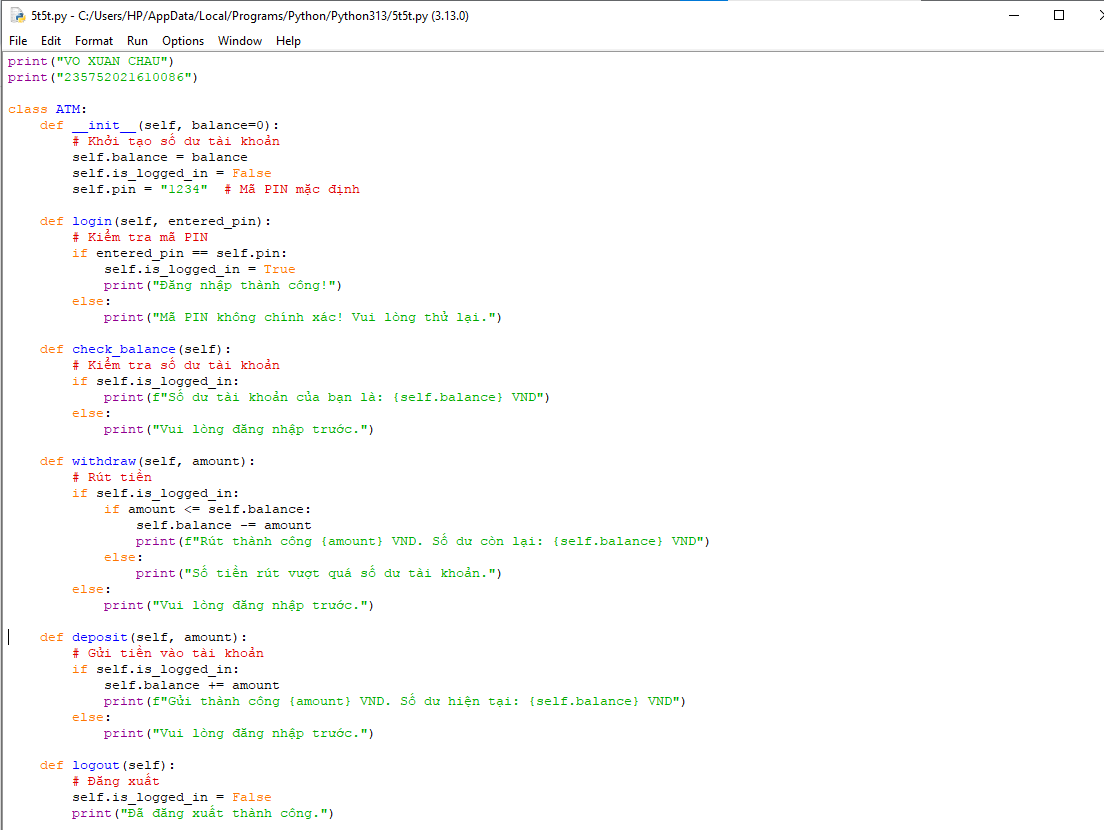 5t5t.py - C:/Users/HP/AppData/Local/Programs/Python/Python313/5t5t.py (3.13.0)
File Edit Format Run Options Window Help
print("VO XUAN CHAU")
print("235752021610086")

class ATM:
    def __init__(self, balance=0):
        # Khởi tạo số dư tài khoản
        self.balance = balance
        self.is_logged_in = False
        self.pin = "1234"  # Mã PIN mặc định

    def login(self, entered_pin):
        # Kiểm tra mã PIN
        if entered_pin == self.pin:
            self.is_logged_in = True
            print("Đăng nhập thành công!")
        else:
            print("Mã PIN không chính xác! Vui lòng thử lại.")

    def check_balance(self):
        # Kiểm tra số dư tài khoản
        if self.is_logged_in:
            print(f"Số dư tài khoản của bạn là: {self.balance} VND")
        else:
            print("Vui lòng đăng nhập trước.")

    def withdraw(self, amount):
        # Rút tiền
        if self.is_logged_in:
            if amount <= self.balance:
                self.balance -= amount
                print(f"Rút thành công {amount} VND. Số dư còn lại: {self.balance} VND")
            else:
                print("Số tiền rút vượt quá số dư tài khoản.")
        else:
            print("Vui lòng đăng nhập trước.")

    def deposit(self, amount):
        # Gửi tiền vào tài khoản
        if self.is_logged_in:
            self.balance += amount
            print(f"Gửi thành công {amount} VND. Số dư hiện tại: {self.balance} VND")
        else:
            print("Vui lòng đăng nhập trước.")

    def logout(self):
        # Đăng xuất
        self.is_logged_in = False
        print("Đã đăng xuất thành công.")